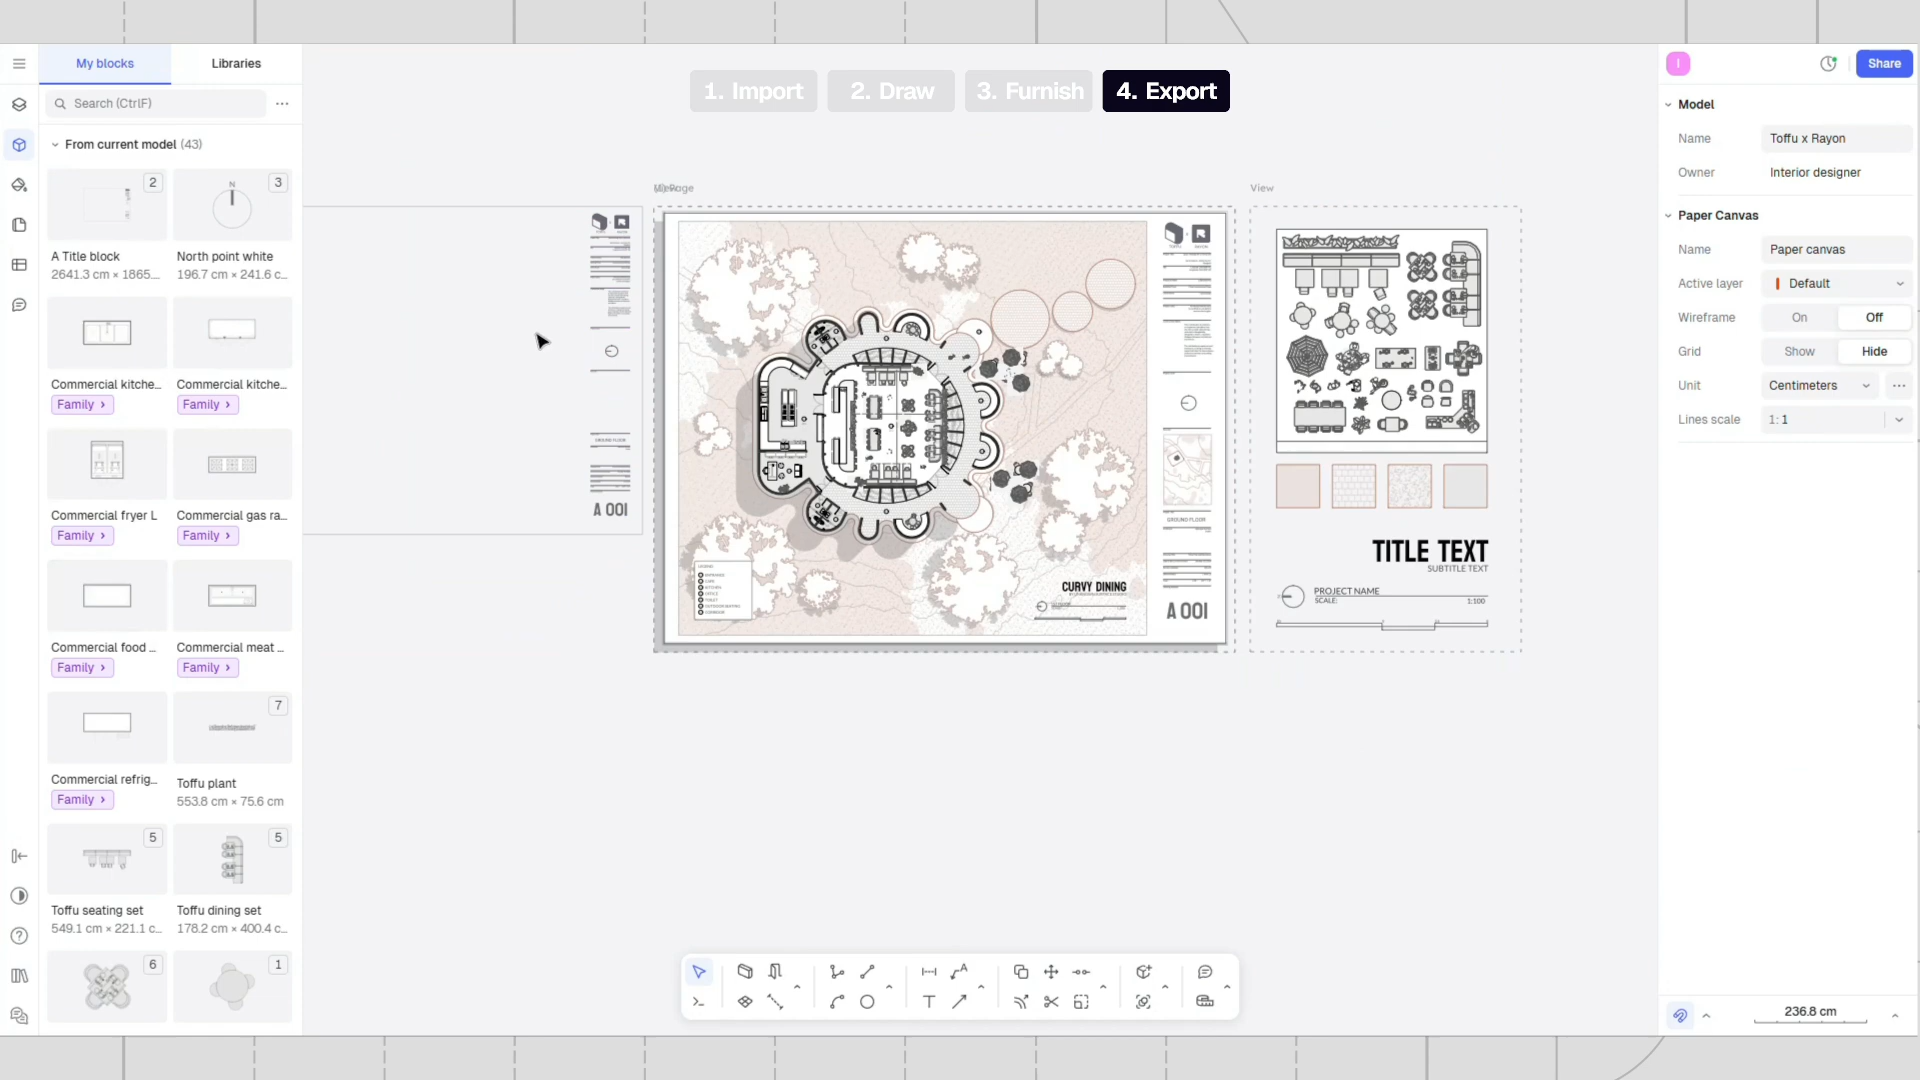 My blocks
Libraries
Search (CtrlF)
From current model (43)
2
N
3
A Title block
2641.3 cm × 1865...
North point white
196.7 cm × 241.6 c...
Commercial kitche...
Family
Commercial kitche...
Family
Commercial fryer L
Family
Commercial gas ra...
Family
Commercial food ...
Family
Commercial meat ...
Family
7
Commercial refrig...
Family
Toffu plant
553.8 cm × 75.6 cm
5
5
Toffu seating set
549.1 cm × 221.1 c...
Toffu dining set
178.2 cm × 400.4 c...
6
1
1. Import
2. Draw
3. Furnish
4. Export
View
GROUND FLOOR
A 001
LEGEND
CURVY DINING
GROUND FLOOR
A 001
TITLE TEXT
SUBTITLE TEXT
PROJECT NAME
SCALE:
1:100
I
Share
Model
Name
Toffu x Rayon
Owner
Interior designer
Paper Canvas
Name
Paper canvas
Active layer
Default
Wireframe
On
Off
Grid
Show
Hide
Unit
Centimeters
Lines scale
1: 1
236.8 cm